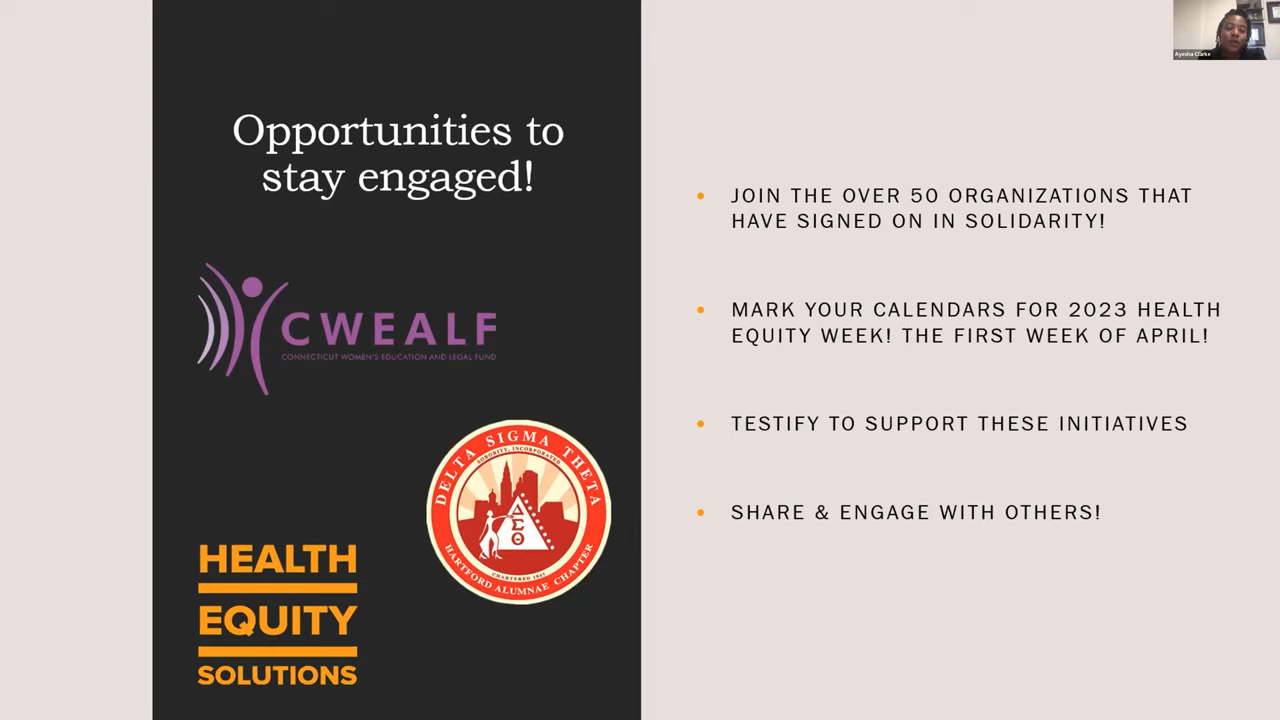 Ayesha Clarke
Opportunities to
stay engaged!
CWEALF
CONNECTICUT WOMEN'S EDUCATION AND LEGAL FUND
DELTA SIGMA THETA
SORORITY, INCORPORATED
ΔΣΘ
CHARTERED 1947
HARTFORD ALUMNAE CHAPTER
HEALTH
EQUITY
SOLUTIONS
• JOIN THE OVER 50 ORGANIZATIONS THAT
HAVE SIGNED ON IN SOLIDARITY!
• MARK YOUR CALENDARS FOR 2023 HEALTH
EQUITY WEEK! THE FIRST WEEK OF APRIL!
• TESTIFY TO SUPPORT THESE INITIATIVES
• SHARE & ENGAGE WITH OTHERS!